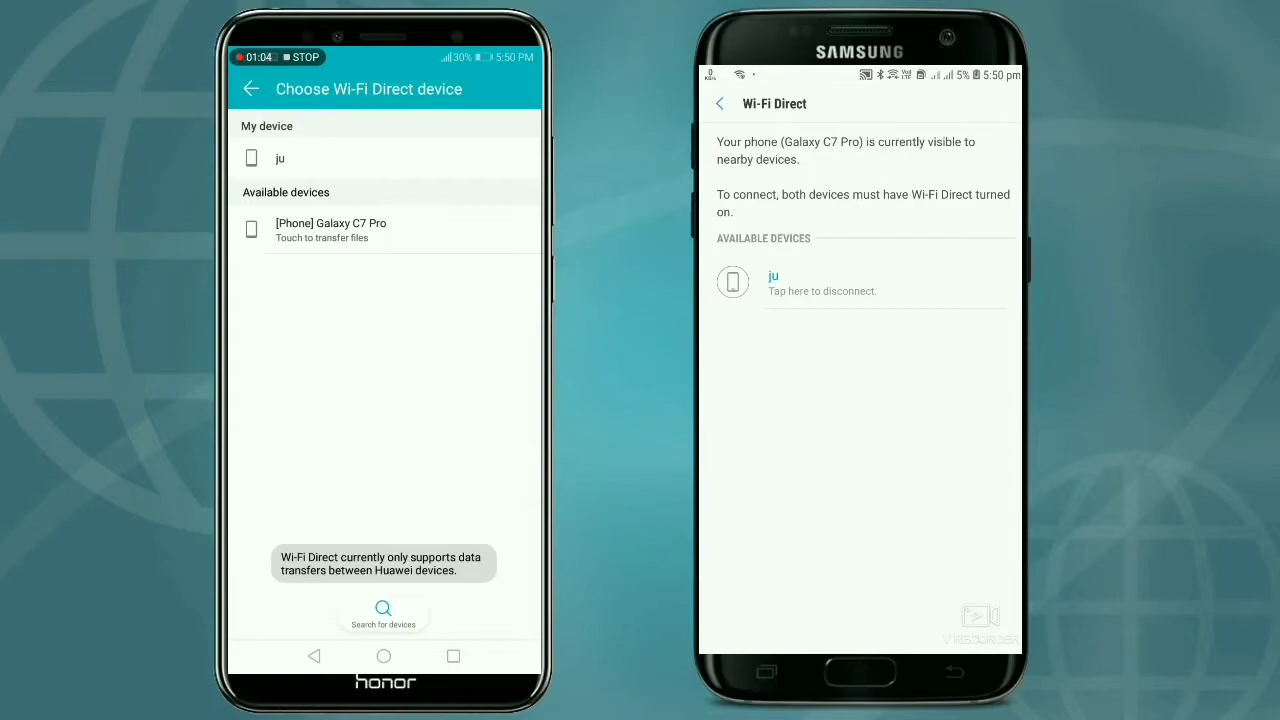 01:04 STOP
30% 5:50 PM
Choose Wi-Fi Direct device
My device
ju
Available devices
[Phone] Galaxy C7 Pro
Touch to transfer files
Wi-Fi Direct currently only supports data
transfers between Huawei devices.
Search for devices
honor
SAMSUNG
0
KB/s
5% 5:50 pm
Wi-Fi Direct
Your phone (Galaxy C7 Pro) is currently visible to
nearby devices.
To connect, both devices must have Wi-Fi Direct turned
on.
AVAILABLE DEVICES
ju
Tap here to disconnect.
V RECORDER